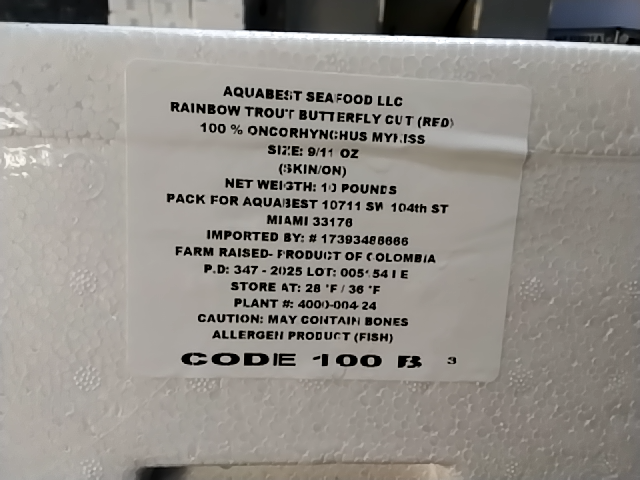 AQUABEST SEAFOOD LLC
RAINBOW TROUT BUTTERFLY CUT (RED)
100 % ONCORHYNCHUS MYKISS
SIZE: 9/11 OZ
(SKIN/ON)
NET WEIGTH: 10 POUNDS
PACK FOR AQUABEST 10711 SW 104th ST
MIAMI 33176
IMPORTED BY: # 17393486666
FARM RAISED- PRODUCT OF COLOMBIA
P.D: 347 - 2025 LOT:
STORE AT: 28 °F / 36 °F
PLANT #: 4000-004-24
CAUTION: MAY CONTAIN BONES
ALLERGEN PRODUCT (FISH)
CODE 100 B 3